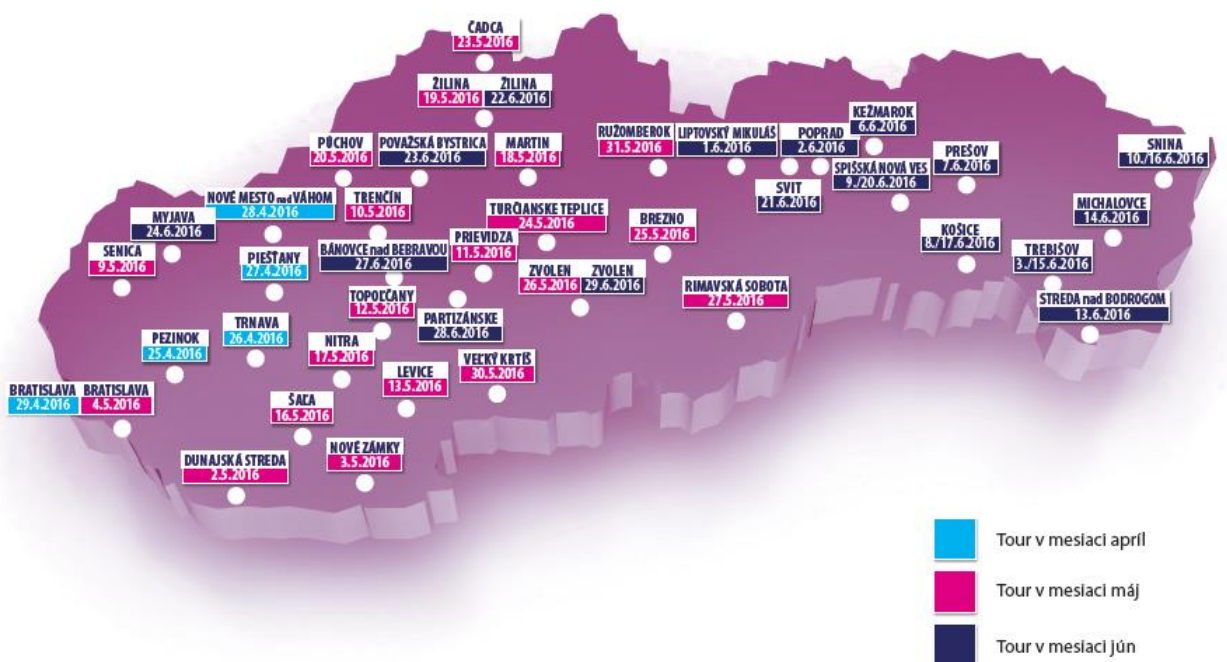 ČADCA
23.5.2016
ŽILINA
19.5.2016
ŽILINA
22.6.2016
PÚCHOV
20.5.2016
POVAŽSKÁ BYSTRICA
23.6.2016
MARTIN
18.5.2016
RUŽOMBEROK
31.5.2016
LIPTOVSKÝ MIKULÁŠ
1.6.2016
POPRAD
2.6.2016
KEŽMAROK
6.6.2016
SPIŠSKÁ NOVÁ VES
9./20.6.2016
PREŠOV
7.6.2016
SNINA
10./16.6.2016
SVIT
21.6.2016
NOVÉ MESTO nad VÁHOM
28.4.2016
TRENČÍN
10.5.2016
MYJAVA
24.6.2016
TURČIANSKE TEPLICE
24.5.2016
BREZNO
25.5.2016
MICHALOVCE
14.6.2016
KOŠICE
8./17.6.2016
TREBIŠOV
3./15.6.2016
SENICA
9.5.2016
PIEŠŤANY
27.4.2016
BÁNOVCE nad BEBRAVOU
27.6.2016
PRIEVIDZA
11.5.2016
ZVOLEN
26.5.2016
ZVOLEN
29.6.2016
RIMAVSKÁ SOBOTA
27.5.2016
STREDA nad BODROGOM
13.6.2016
TOPOĽČANY
12.5.2016
PARTIZÁNSKE
28.6.2016
PEZINOK
25.4.2016
TRNAVA
26.4.2016
NITRA
17.5.2016
LEVICE
13.5.2016
VEĽKÝ KRTÍŠ
30.5.2016
BRATISLAVA
29.4.2016
BRATISLAVA
4.5.2016
ŠAĽA
16.5.2016
DUNAJSKÁ STREDA
2.5.2016
NOVÉ ZÁMKY
3.5.2016
Tour v mesiaci apríl
Tour v mesiaci máj
Tour v mesiaci jún